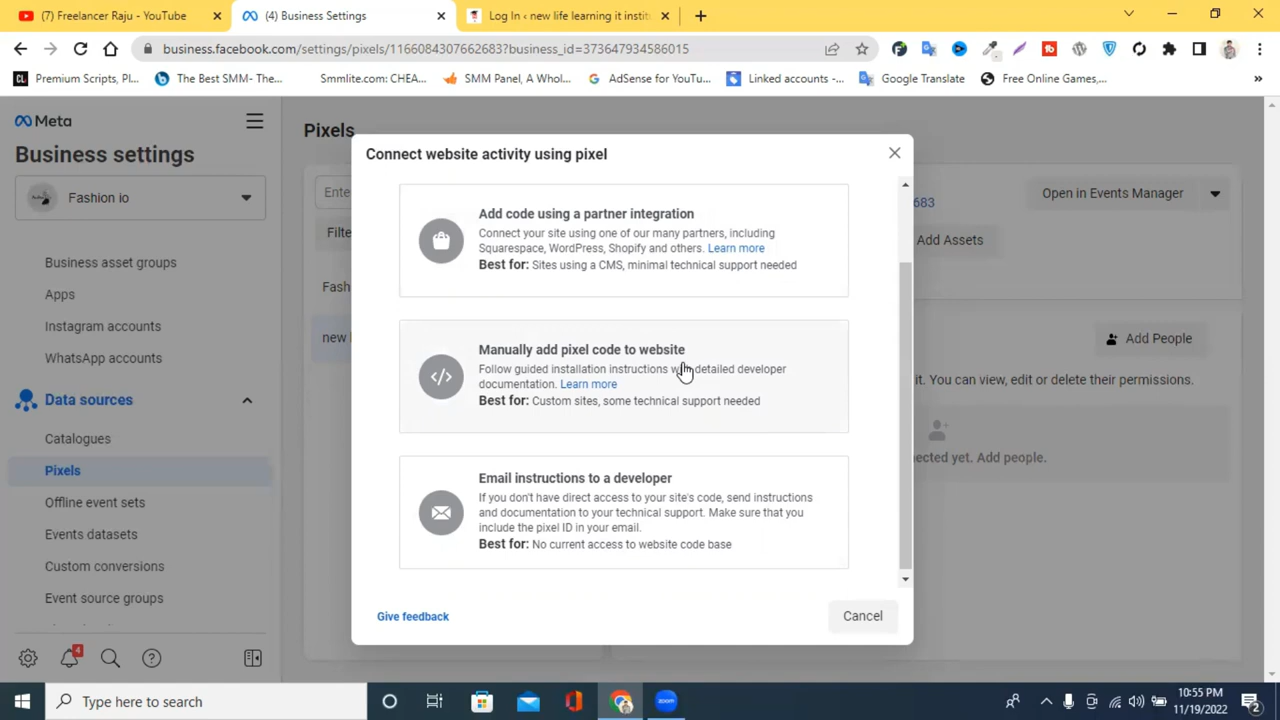 (7) Freelancer Raju - YouTube
(4) Business Settings
Log In ‹ new life learning it instit
business.facebook.com/settings/pixels/1166084307662683?business_id=373647934586015
Premium Scripts, Pl...
The Best SMM- The...
Smmlite.com: CHEA...
SMM Panel, A Whol...
AdSense for YouTu...
Linked accounts -...
Google Translate
Free Online Games,...
»
Meta
Business settings
Fashion io
Business asset groups
Apps
Instagram accounts
WhatsApp accounts
Data sources
Catalogues
Pixels
Offline event sets
Events datasets
Custom conversions
Event source groups
4
Pixels
Ente
Filte
Fash
new
683
Open in Events Manager
Add Assets
Add People
it. You can view, edit or delete their permissions.
ected yet. Add people.
Connect website activity using pixel
Add code using a partner integration
Connect your site using one of our many partners, including
Squarespace, WordPress, Shopify and others. Learn more
Best for: Sites using a CMS, minimal technical support needed
Manually add pixel code to website
Follow guided installation instructions detailed developer
documentation. Learn more
Best for: Custom sites, some technical support needed
Email instructions to a developer
If you don't have direct access to your site's code, send instructions
and documentation to your technical support. Make sure that you
include the pixel ID in your email.
Best for: No current access to website code base
Give feedback
Cancel
Type here to search
zoom
10:55 PM
11/19/2022
2